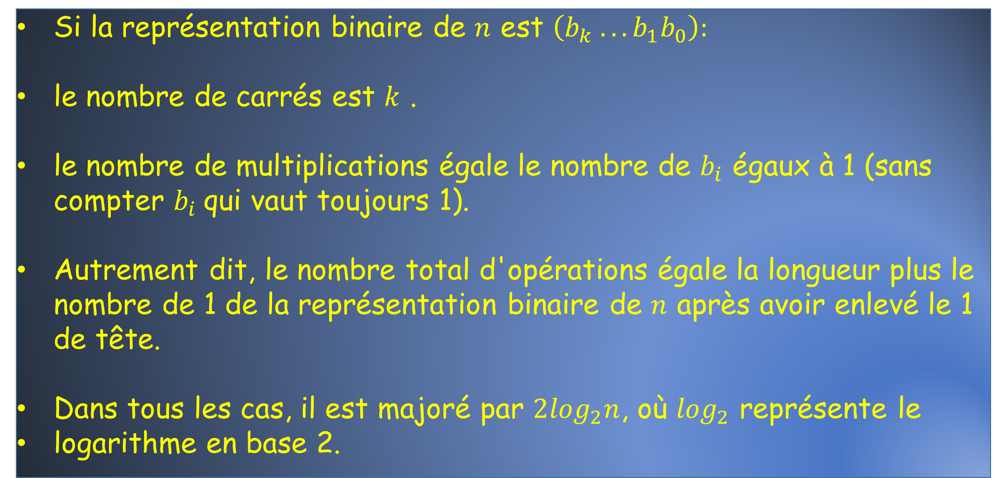 • Si la représentation binaire de n est (b_k ... b_1 b_0):
• le nombre de carrés est k .
• le nombre de multiplications égale le nombre de b_i égaux à 1 (sans
compter b_i qui vaut toujours 1).
• Autrement dit, le nombre total d'opérations égale la longueur plus le
nombre de 1 de la représentation binaire de n après avoir enlevé le 1
de tête.
• Dans tous les cas, il est majoré par 2log_2 n, où log_2 représente le
• logarithme en base 2.